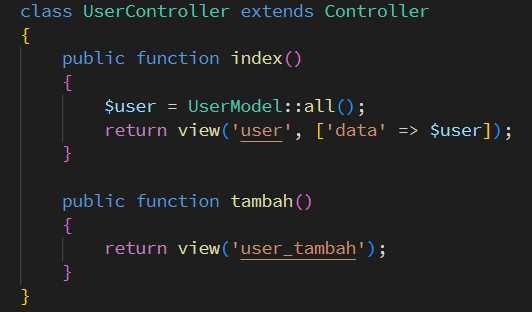 class UserController extends Controller
{
    public function index()
    {
        $user = UserModel::all();
        return view('user', ['data' => $user]);
    }

    public function tambah()
    {
        return view('user_tambah');
    }
}